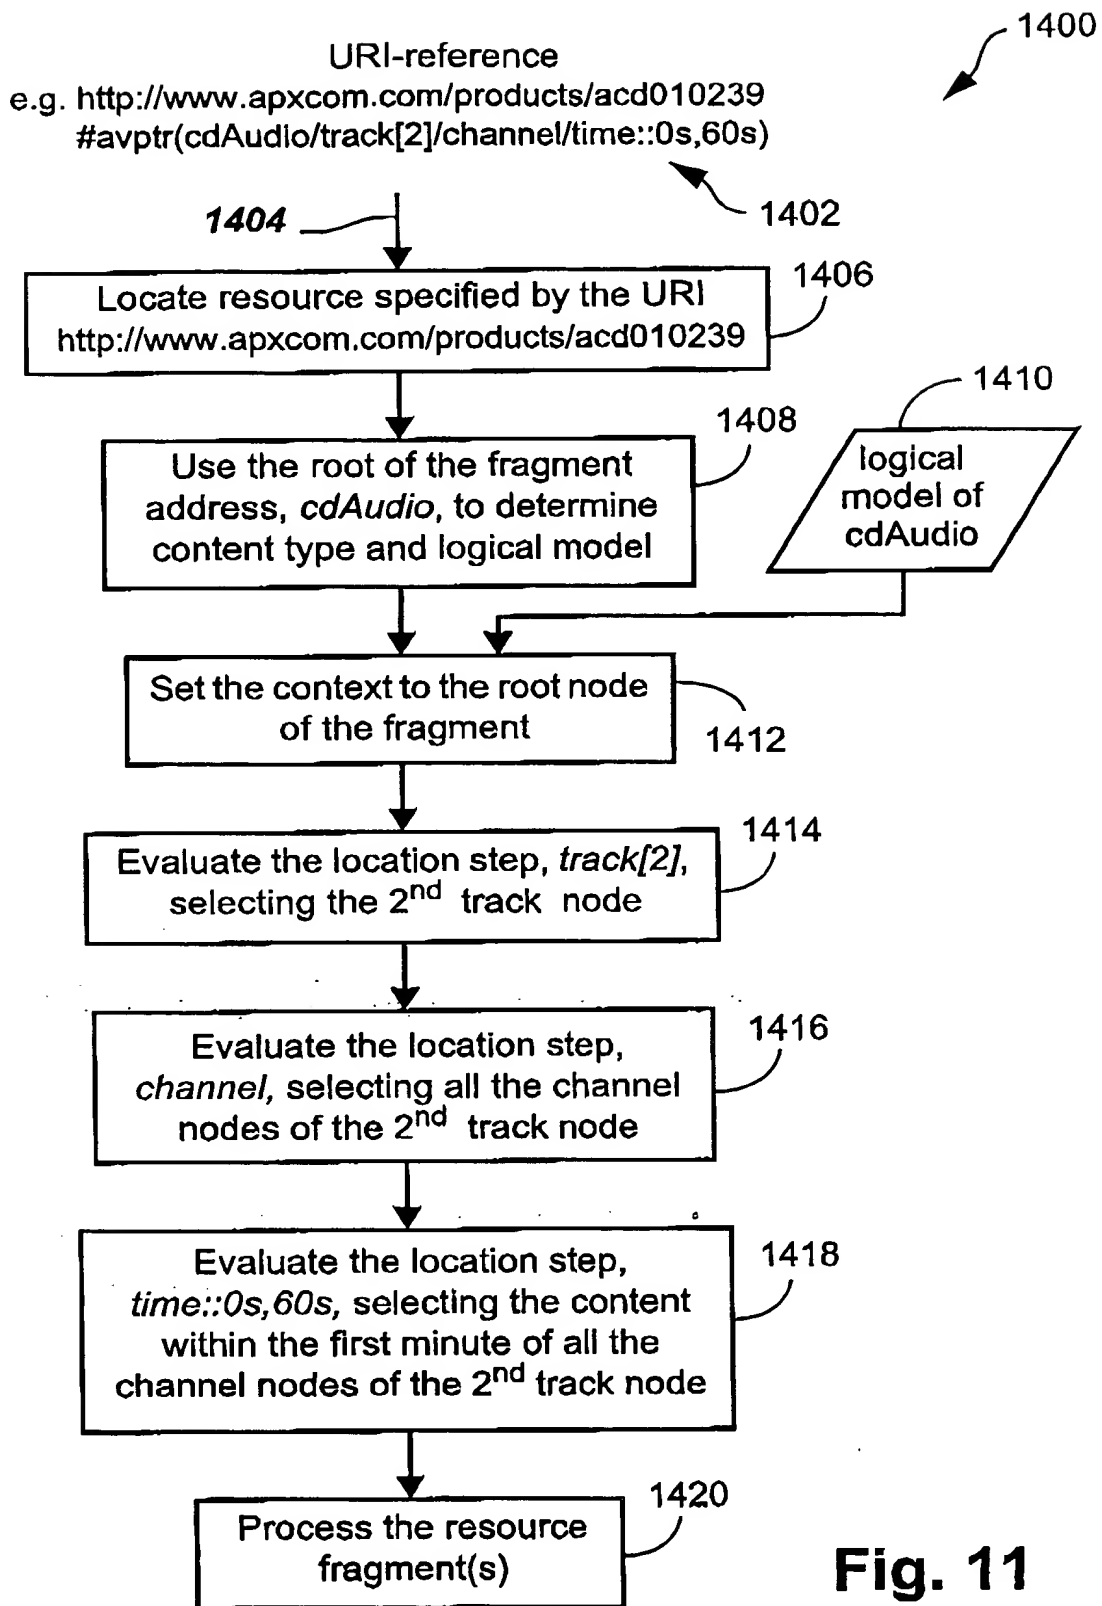 1400
URI-reference
e.g. http://www.apxcom.com/products/acd010239
#avptr(cdAudio/track[2]/channel/time::0s,60s)
1402
1404
1406
Locate resource specified by the URI
http://www.apxcom.com/products/acd010239
1408
Use the root of the fragment
address, cdAudio, to determine
content type and logical model
1410
logical
model of
cdAudio
Set the context to the root node
of the fragment
1412
1414
Evaluate the location step, track[2],
selecting the 2nd track node
1416
Evaluate the location step,
channel, selecting all the channel
nodes of the 2nd track node
1418
Evaluate the location step,
time::0s,60s, selecting the content
within the first minute of all the
channel nodes of the 2nd track node
1420
Process the resource
fragment(s)
Fig. 11